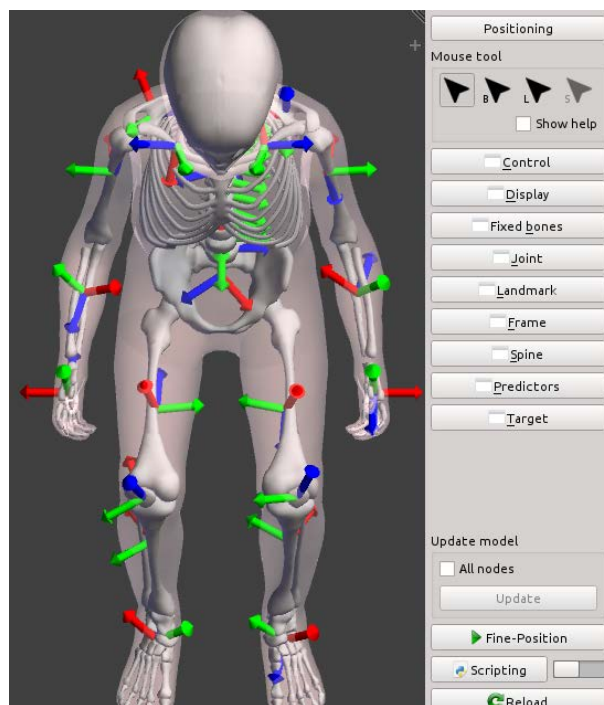 Positioning
Mouse tool
B L S
Show help
Control
Display
Fixed bones
Joint
Landmark
Frame
Spine
Predictors
Target
Update model
All nodes
Update
Fine-Position
Scripting
Reload